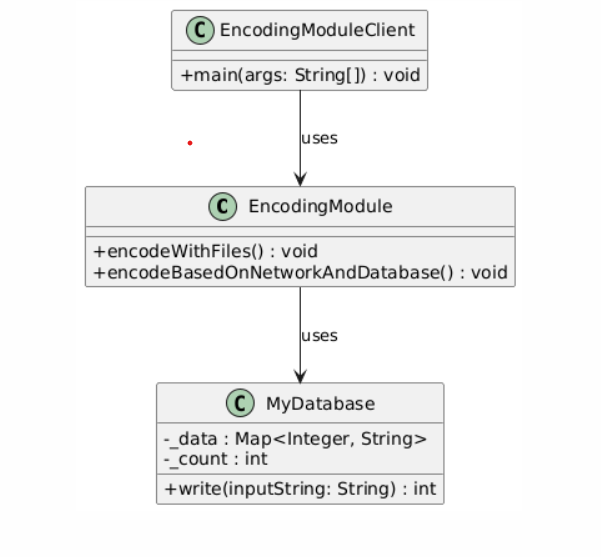 C EncodingModuleClient
+main(args: String[]) : void
uses
C EncodingModule
+encodeWithFiles() : void
+encodeBasedOnNetworkAndDatabase() : void
uses
C MyDatabase
-_data : Map<Integer, String>
-_count : int
+write(inputString: String) : int